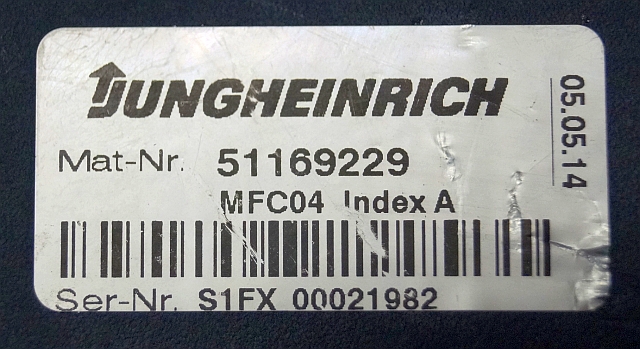 JUNGHEINRICH
Mat-Nr. 51169229
MFC04 Index A
Ser-Nr. S1FX 00021982
05.05.14